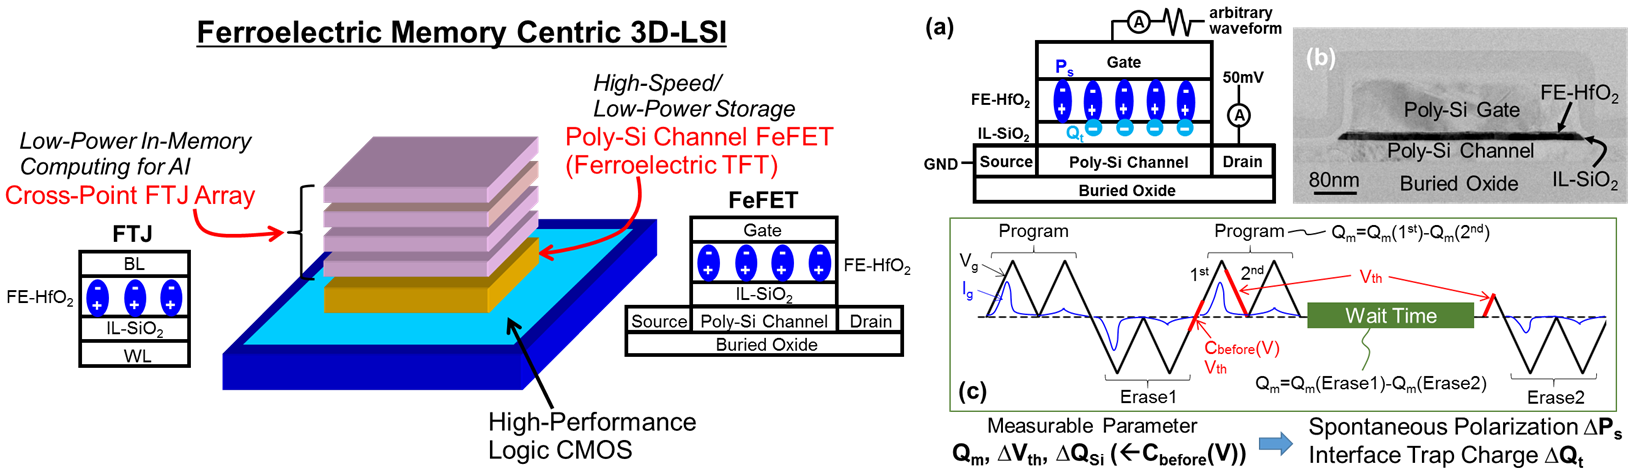 Ferroelectric Memory Centric 3D-LSI
High-Speed/
Low-Power Storage
Poly-Si Channel FeFET
(Ferroelectric TFT)
Low-Power In-Memory
Computing for AI
Cross-Point FTJ Array
FTJ
BL
FE-HfO2
- - -
+ + +
IL-SiO2
WL
FeFET
Gate
- - - -
+ + + +
FE-HfO2
IL-SiO2
Source
Poly-Si Channel
Drain
Buried Oxide
High-Performance
Logic CMOS
(a)
A
arbitrary
waveform
Gate
Ps
50mV
- - - - -
+ + + + +
FE-HfO2
A
IL-SiO2
Qt
- - - -
GND
Source
Poly-Si Channel
Drain
Buried Oxide
(b)
FE-HfO2
Poly-Si Gate
Poly-Si Channel
IL-SiO2
80nm
Buried Oxide
Program
Program
Qm=Qm(1st)-Qm(2nd)
Vg
Ig
1st
2nd
Vth
Wait Time
Cbefore(V)
Vth
Qm=Qm(Erase1)-Qm(Erase2)
(c)
Erase1
Erase2
Measurable Parameter
Qm, ΔVth, ΔQSi (←Cbefore(V))
Spontaneous Polarization ΔPs
Interface Trap Charge ΔQt